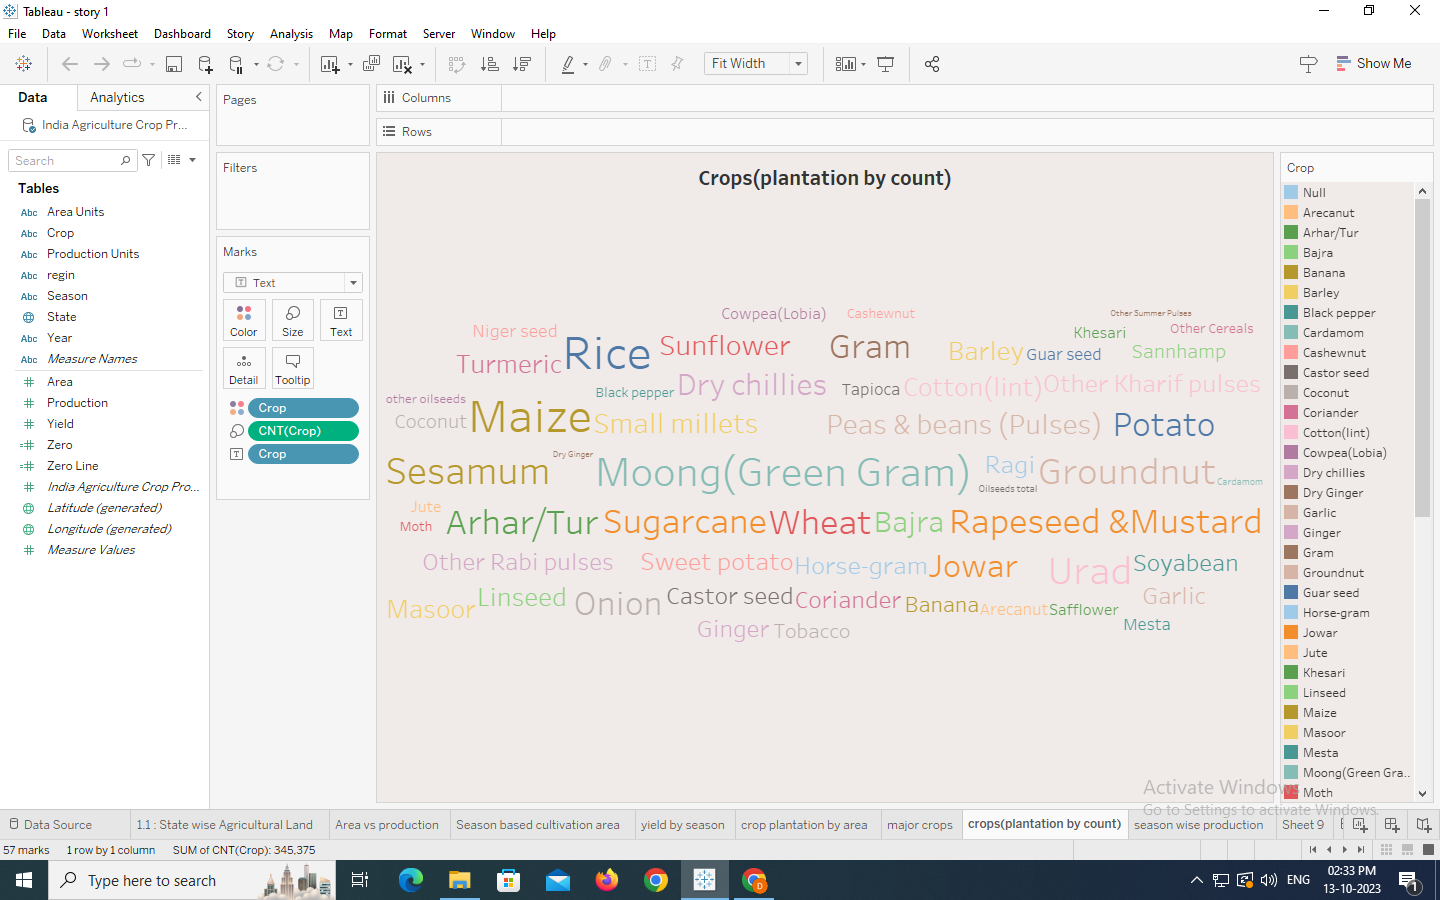 Tableau - story 1
File Data Worksheet Dashboard Story Analysis Map Format Server Window Help
Fit Width
Show Me
Data Analytics
India Agriculture Crop Pr...
Search
Tables
Abc Area Units
Abc Crop
Abc Production Units
Abc regin
Abc Season
State
Abc Year
Abc Measure Names
Area
Production
Yield
Zero
Zero Line
India Agriculture Crop Pro...
Latitude (generated)
Longitude (generated)
Measure Values
Pages
Filters
Marks
Text
Color Size Text
Detail Tooltip
Crop
CNT(Crop)
Crop
Columns
Rows
Crops(plantation by count)
Cowpea(Lobia) Cashewnut Other Summer Pulses
Niger seed Rice Sunflower Gram Khesari Other Cereals
Turmeric Barley Guar seed Sannhamp
Black pepper Dry chillies Tapioca Cotton(lint) Other Kharif pulses
other oilseeds
Coconut Maize Small millets Peas & beans (Pulses) Potato
Sesamum Dry Ginger Moong(Green Gram) Ragi Groundnut Cardamom
Oilseeds total
Jute
Moth Arhar/Tur Sugarcane Wheat Bajra Rapeseed &Mustard
Other Rabi pulses Sweet potato Horse-gram Jowar Urad Soyabean
Masoor Linseed Onion Castor seed Coriander Banana Arecanut Safflower Garlic
Ginger Tobacco Mesta
Crop
Null
Arecanut
Arhar/Tur
Bajra
Banana
Barley
Black pepper
Cardamom
Cashewnut
Castor seed
Coconut
Coriander
Cotton(lint)
Cowpea(Lobia)
Dry chillies
Dry Ginger
Garlic
Ginger
Gram
Groundnut
Guar seed
Horse-gram
Jowar
Jute
Khesari
Linseed
Maize
Masoor
Mesta
Moong(Green Gra..
Moth
Activate Windows
Go to Settings to activate Windows.
Data Source 1.1 : State wise Agricultural Land Area vs production Season based cultivation area yield by season crop plantation by area major crops crops(plantation by count) season wise production Sheet 9
57 marks 1 row by 1 column SUM of CNT(Crop): 345,375
Type here to search
ENG
02:33 PM
13-10-2023
1